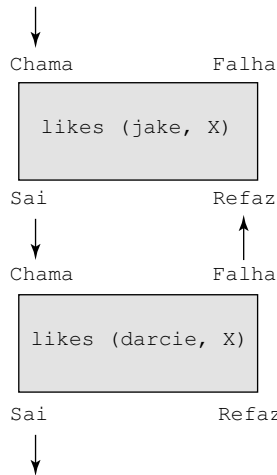 Chama Falha
likes (jake, X)
Sai Refaz
Chama Falha
likes (darcie, X)
Sai Refaz